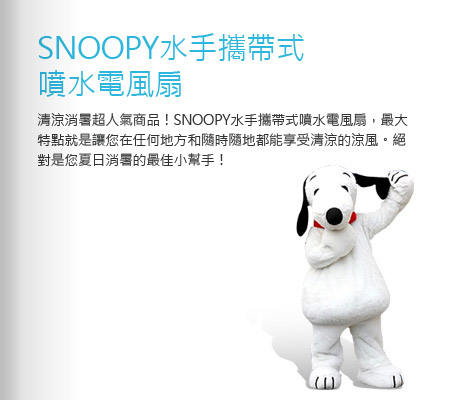 SNOOPY水手攜帶式
噴水電風扇
清涼消暑超人氣商品！SNOOPY水手攜帶式噴水電風扇，最大
特點就是讓您在任何地方和隨時隨地都能享受清涼的涼風。絕
對是您夏日消暑的最佳小幫手！